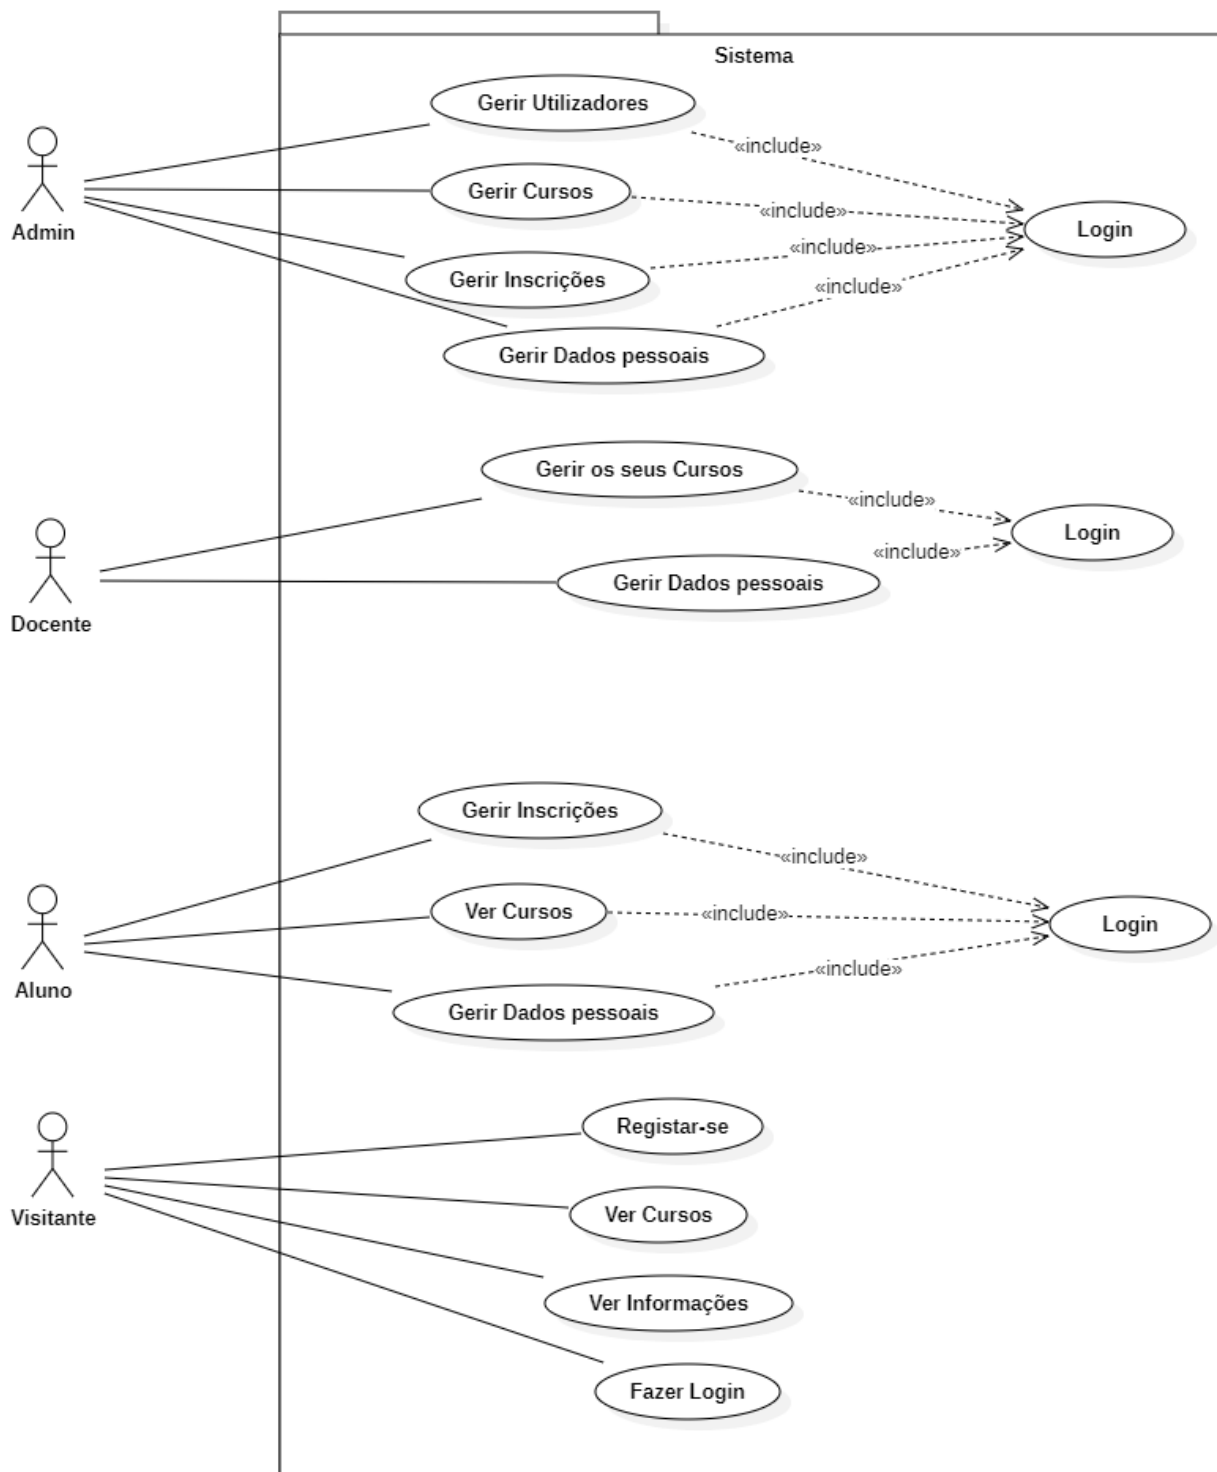 Sistema
Gerir Utilizadores
«include»
Gerir Cursos
«include»
Login
Admin
«include»
Gerir Inscrições
«include»
Gerir Dados pessoais
Gerir os seus Cursos
«include»
Login
«include»
Gerir Dados pessoais
Docente
Gerir Inscrições
«include»
Ver Cursos
«include»
Login
«include»
Aluno
Gerir Dados pessoais
Registar-se
Ver Cursos
Visitante
Ver Informações
Fazer Login